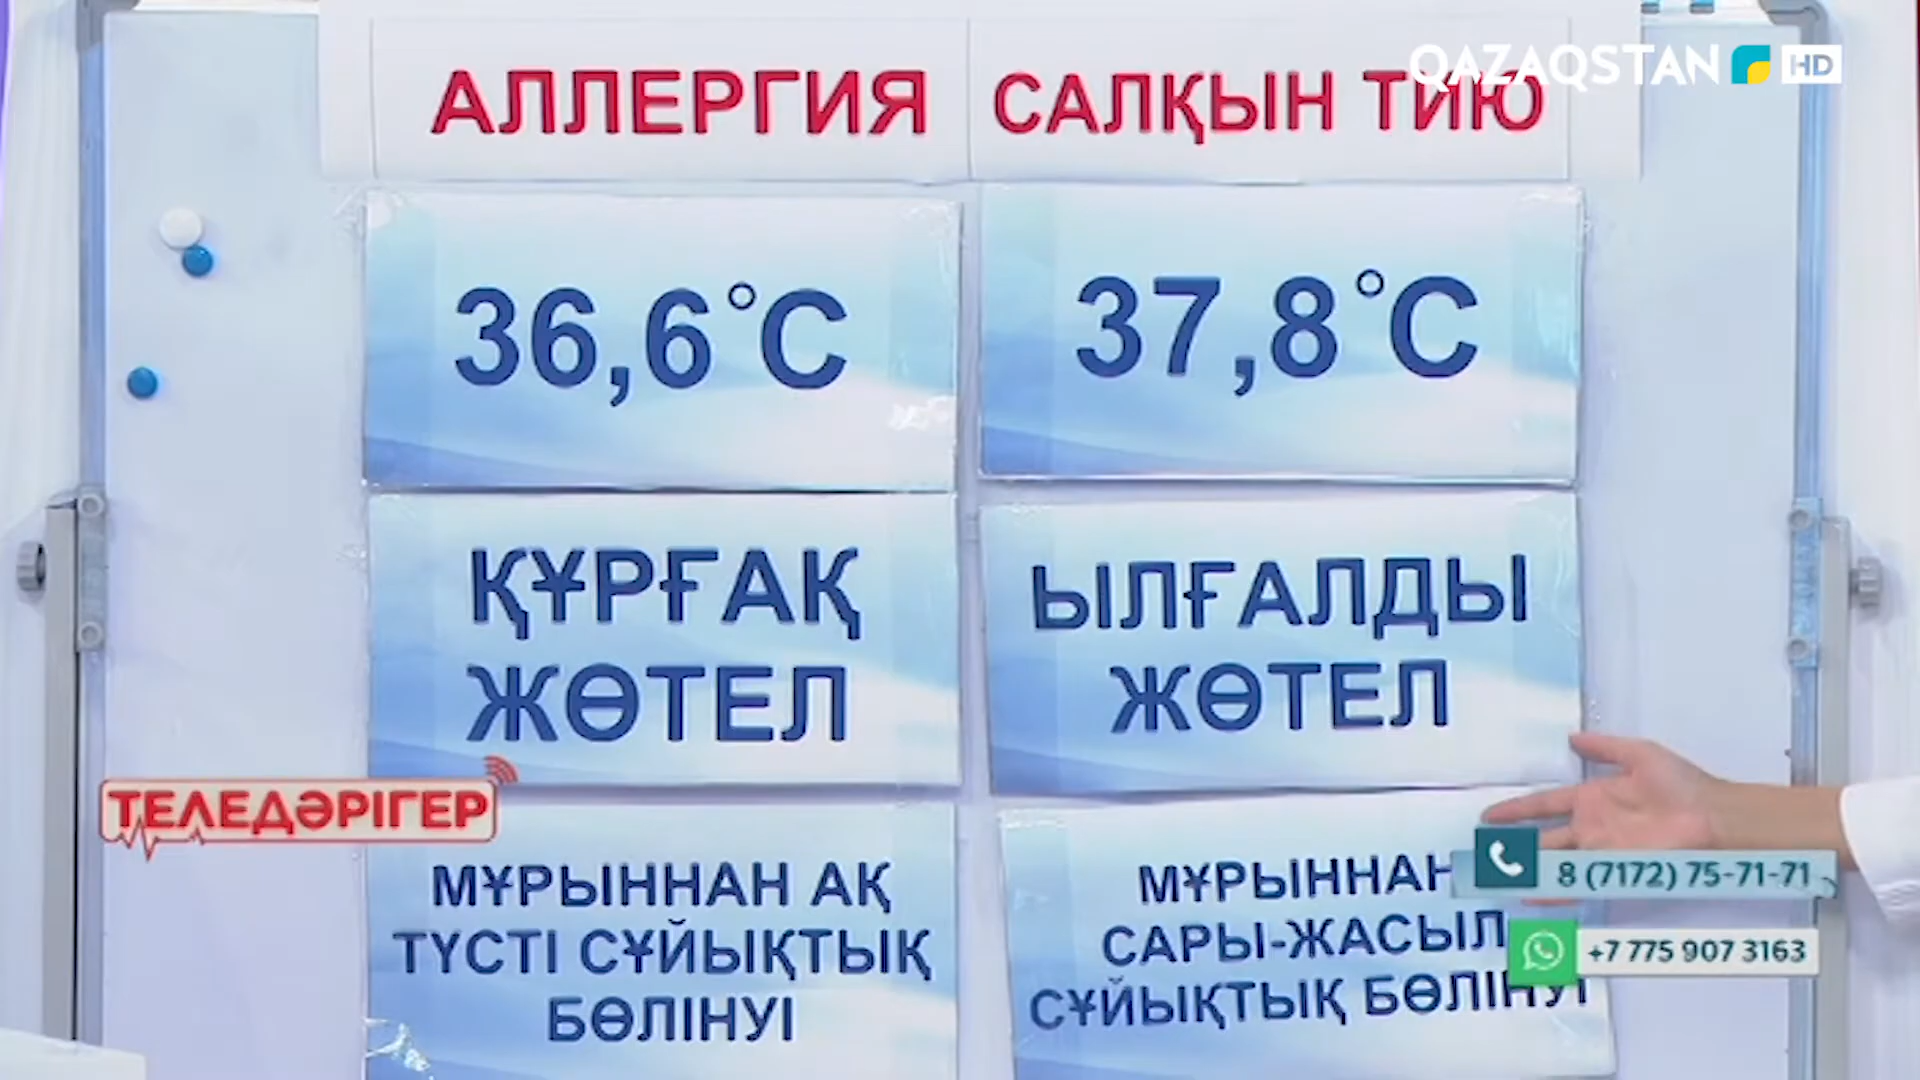 QAZAQSTAN HD
АЛЛЕРГИЯ
САЛҚЫН ТИЮ
36,6°C
37,8°C
ҚҰРҒАҚ
ЖӨТЕЛ
ЫЛҒАЛДЫ
ЖӨТЕЛ
ТЕЛЕДӘРІГЕР
МҰРЫННАН АҚ
ТҮСТІ СҰЙЫҚТЫҚ
БӨЛІНУІ
МҰРЫННАН
САРЫ-ЖАСЫЛ
СҰЙЫҚТЫҚ БӨЛІНУІ
8 (7172) 75-71-71
+7 775 907 3163